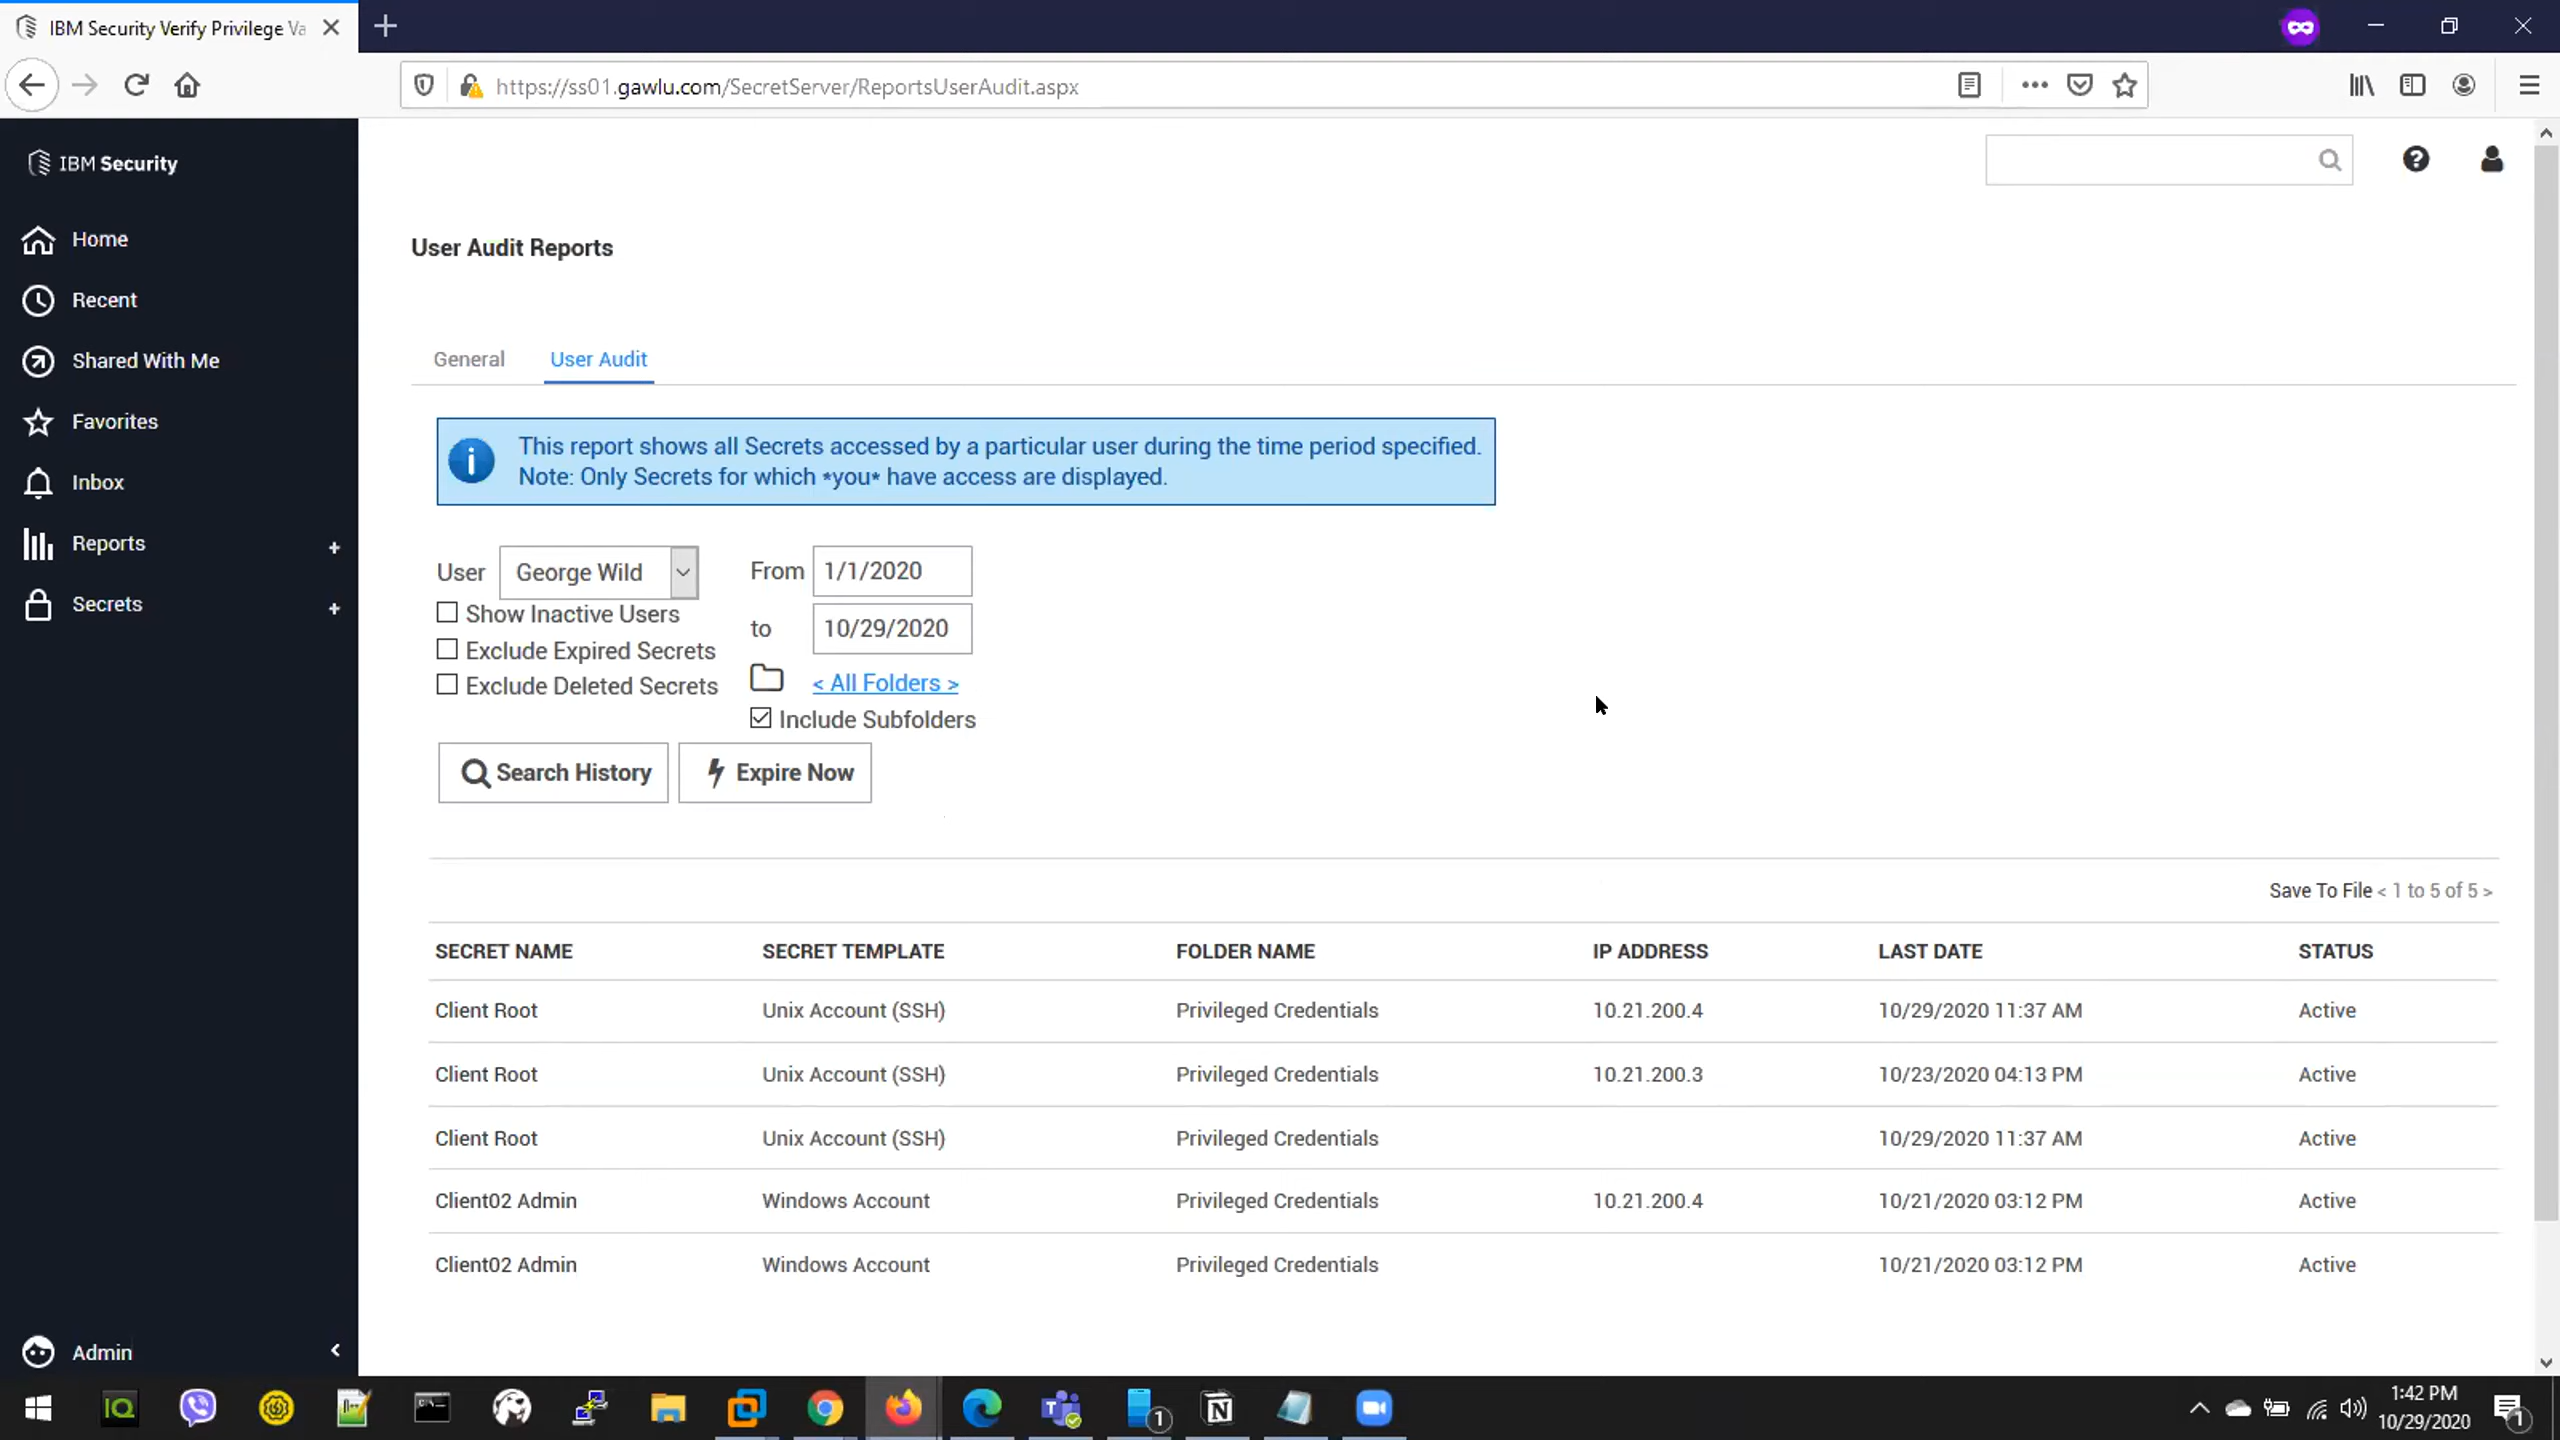 IBM Security Verify Privilege Va
https://ss01.gawlu.com/SecretServer/ReportsUserAudit.aspx
IBM Security
Home
Recent
Shared With Me
Favorites
Inbox
Reports +
Secrets +
Admin
User Audit Reports
General User Audit
This report shows all Secrets accessed by a particular user during the time period specified.
Note: Only Secrets for which *you* have access are displayed.
User George Wild From 1/1/2020
Show Inactive Users to 10/29/2020
Exclude Expired Secrets
Exclude Deleted Secrets < All Folders >
Include Subfolders
Search History Expire Now
Save To File < 1 to 5 of 5 >
SECRET NAME SECRET TEMPLATE FOLDER NAME IP ADDRESS LAST DATE STATUS
Client Root Unix Account (SSH) Privileged Credentials 10.21.200.4 10/29/2020 11:37 AM Active
Client Root Unix Account (SSH) Privileged Credentials 10.21.200.3 10/23/2020 04:13 PM Active
Client Root Unix Account (SSH) Privileged Credentials 10/29/2020 11:37 AM Active
Client02 Admin Windows Account Privileged Credentials 10.21.200.4 10/21/2020 03:12 PM Active
Client02 Admin Windows Account Privileged Credentials 10/21/2020 03:12 PM Active
IQ
1
1:42 PM
10/29/2020
1